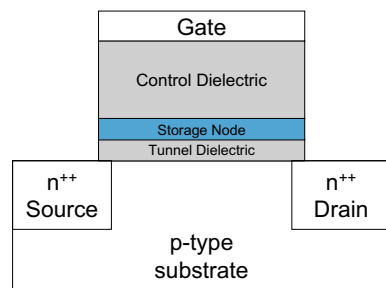 Gate
Control Dielectric
Storage Node
Tunnel Dielectric
n⁺⁺
Source
n⁺⁺
Drain
p-type
substrate